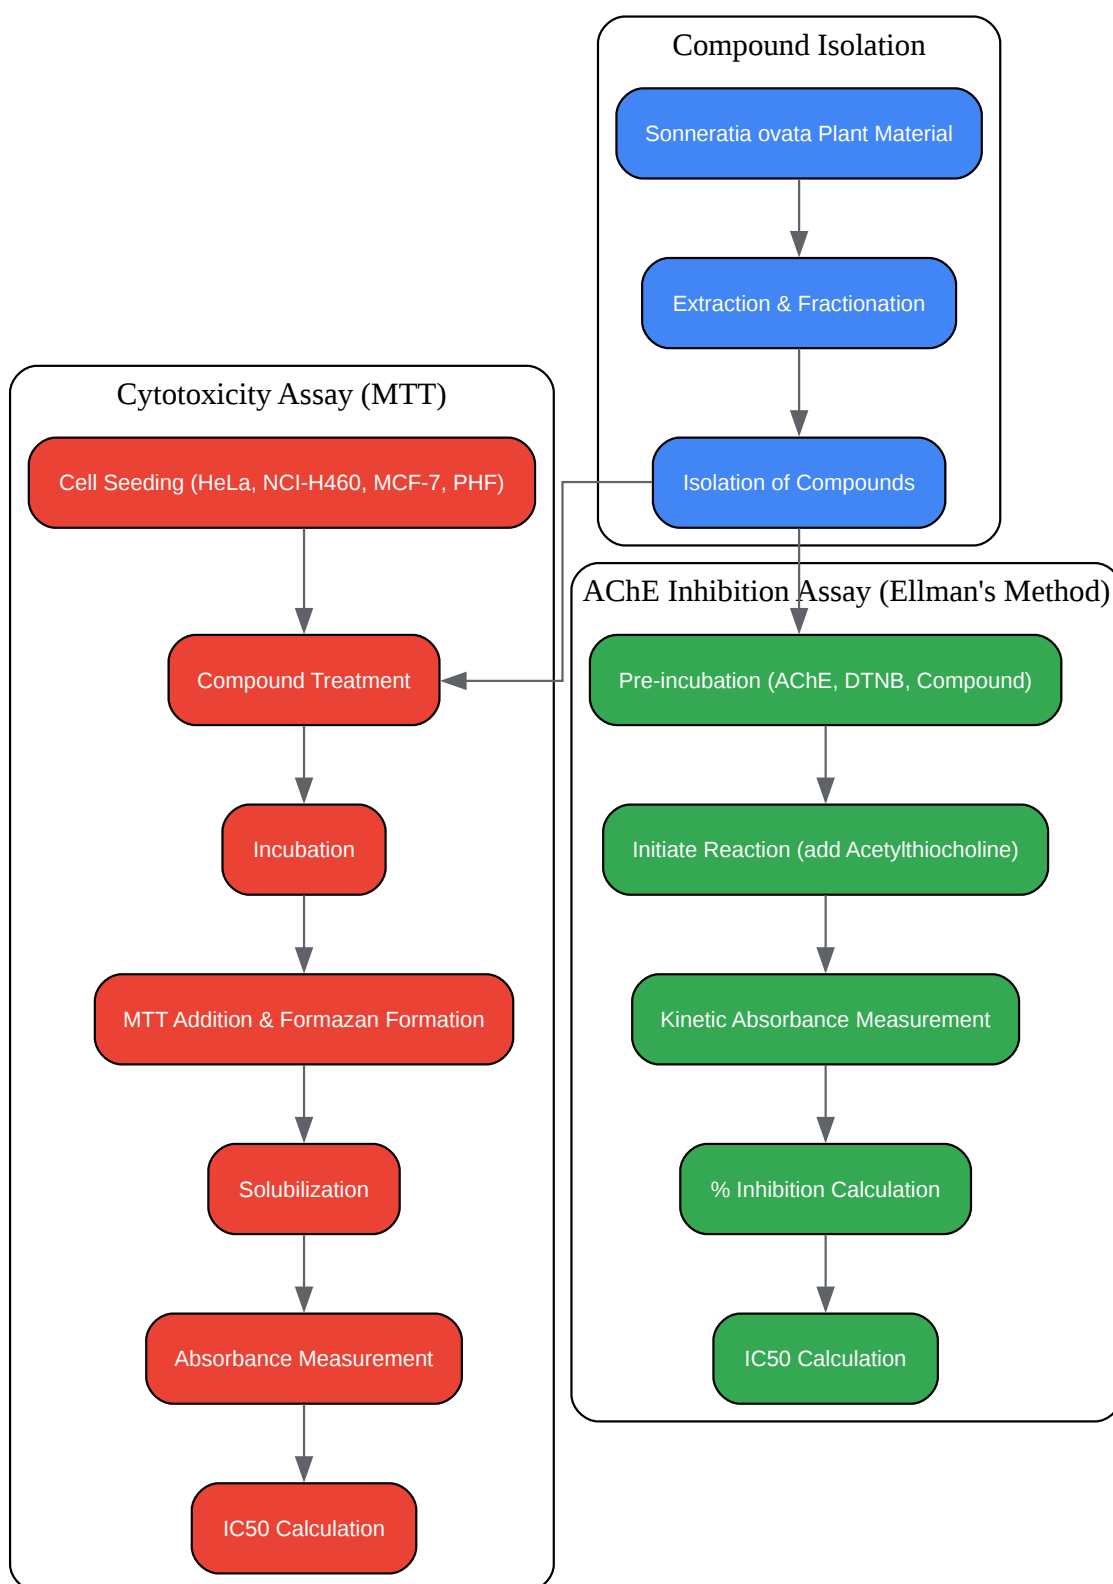 Compound Isolation
Sonneratia ovata Plant Material
Extraction & Fractionation
Isolation of Compounds
Cytotoxicity Assay (MTT)
Cell Seeding (HeLa, NCI-H460, MCF-7, PHF)
Compound Treatment
Incubation
MTT Addition & Formazan Formation
Solubilization
Absorbance Measurement
IC50 Calculation
AChE Inhibition Assay (Ellman's Method)
Pre-incubation (AChE, DTNB, Compound)
Initiate Reaction (add Acetylthiocholine)
Kinetic Absorbance Measurement
% Inhibition Calculation
IC50 Calculation